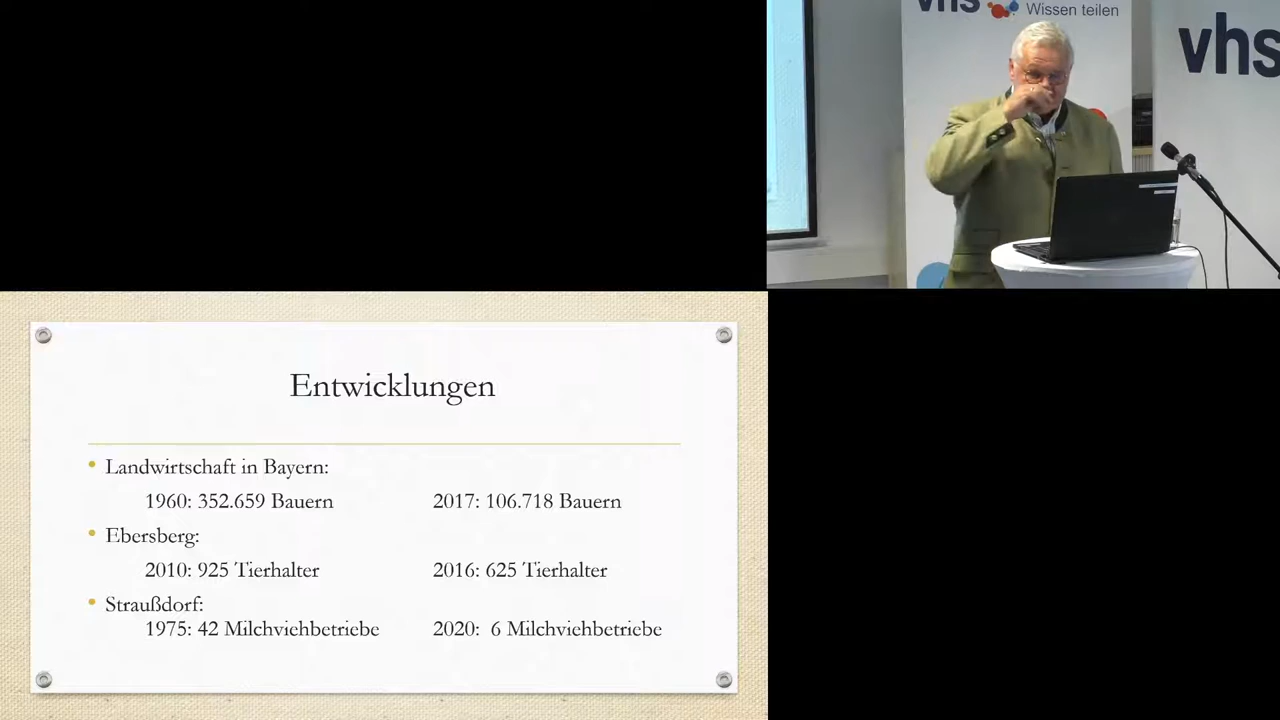 vhs Wissen teilen
vhs
Entwicklungen
• Landwirtschaft in Bayern:
1960: 352.659 Bauern 2017: 106.718 Bauern
• Ebersberg:
2010: 925 Tierhalter 2016: 625 Tierhalter
• Straußdorf:
1975: 42 Milchviehbetriebe 2020: 6 Milchviehbetriebe